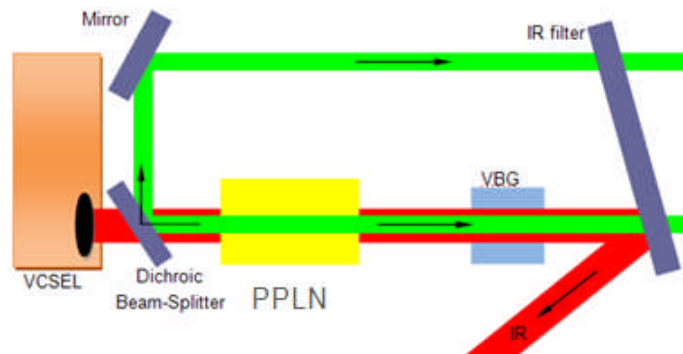 Mirror
IR filter
VBG
VCSEL
Dichroic
Beam-Splitter
PPLN
IR